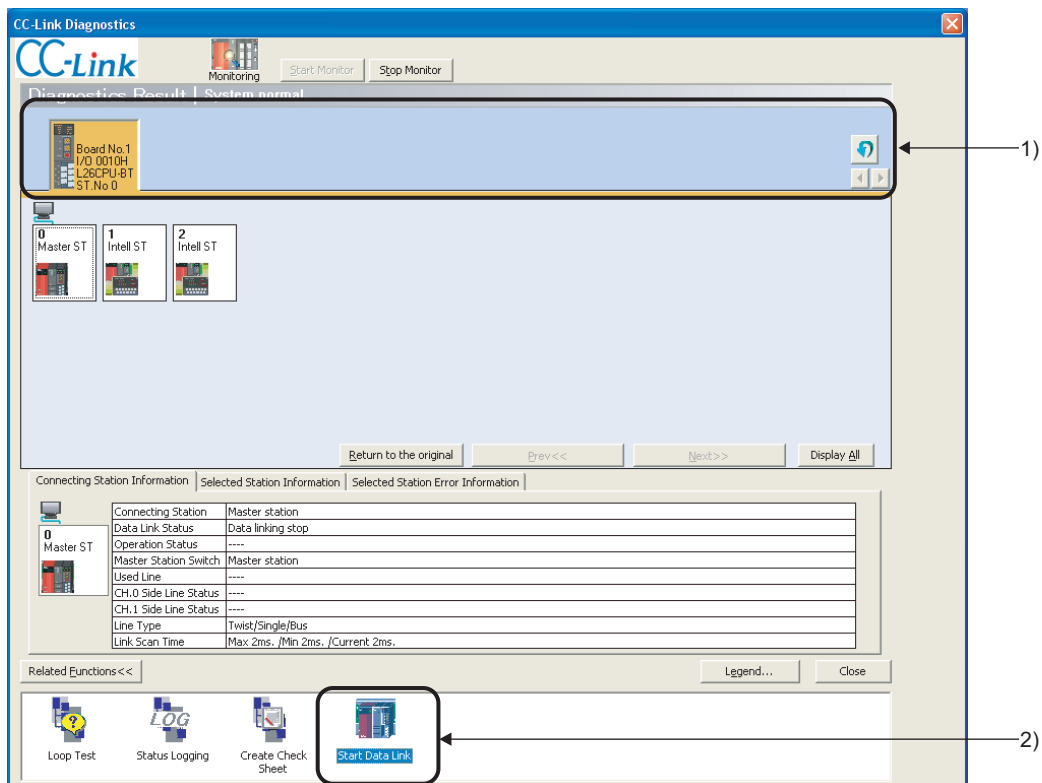 CC-Link Diagnostics
CC-Link
Monitoring
Start Monitor
Stop Monitor
Diagnostics Result | System normal
Board No.1
I/O 0010H
L26CPU-BT
ST.No 0
1)
0
Master ST
1
Intell ST
2
Intell ST
Return to the original
Prev<<
Next>>
Display All
Connecting Station Information
Selected Station Information
Selected Station Error Information
0
Master ST
Connecting Station Master station
Data Link Status Data linking stop
Operation Status ----
Master Station Switch Master station
Used Line ----
CH.0 Side Line Status ----
CH.1 Side Line Status ----
Line Type Twist/Single/Bus
Link Scan Time Max 2ms. /Min 2ms. /Current 2ms.
Related Functions<<
Legend...
Close
LOG
Loop Test
Status Logging
Create Check
Sheet
Start Data Link
2)